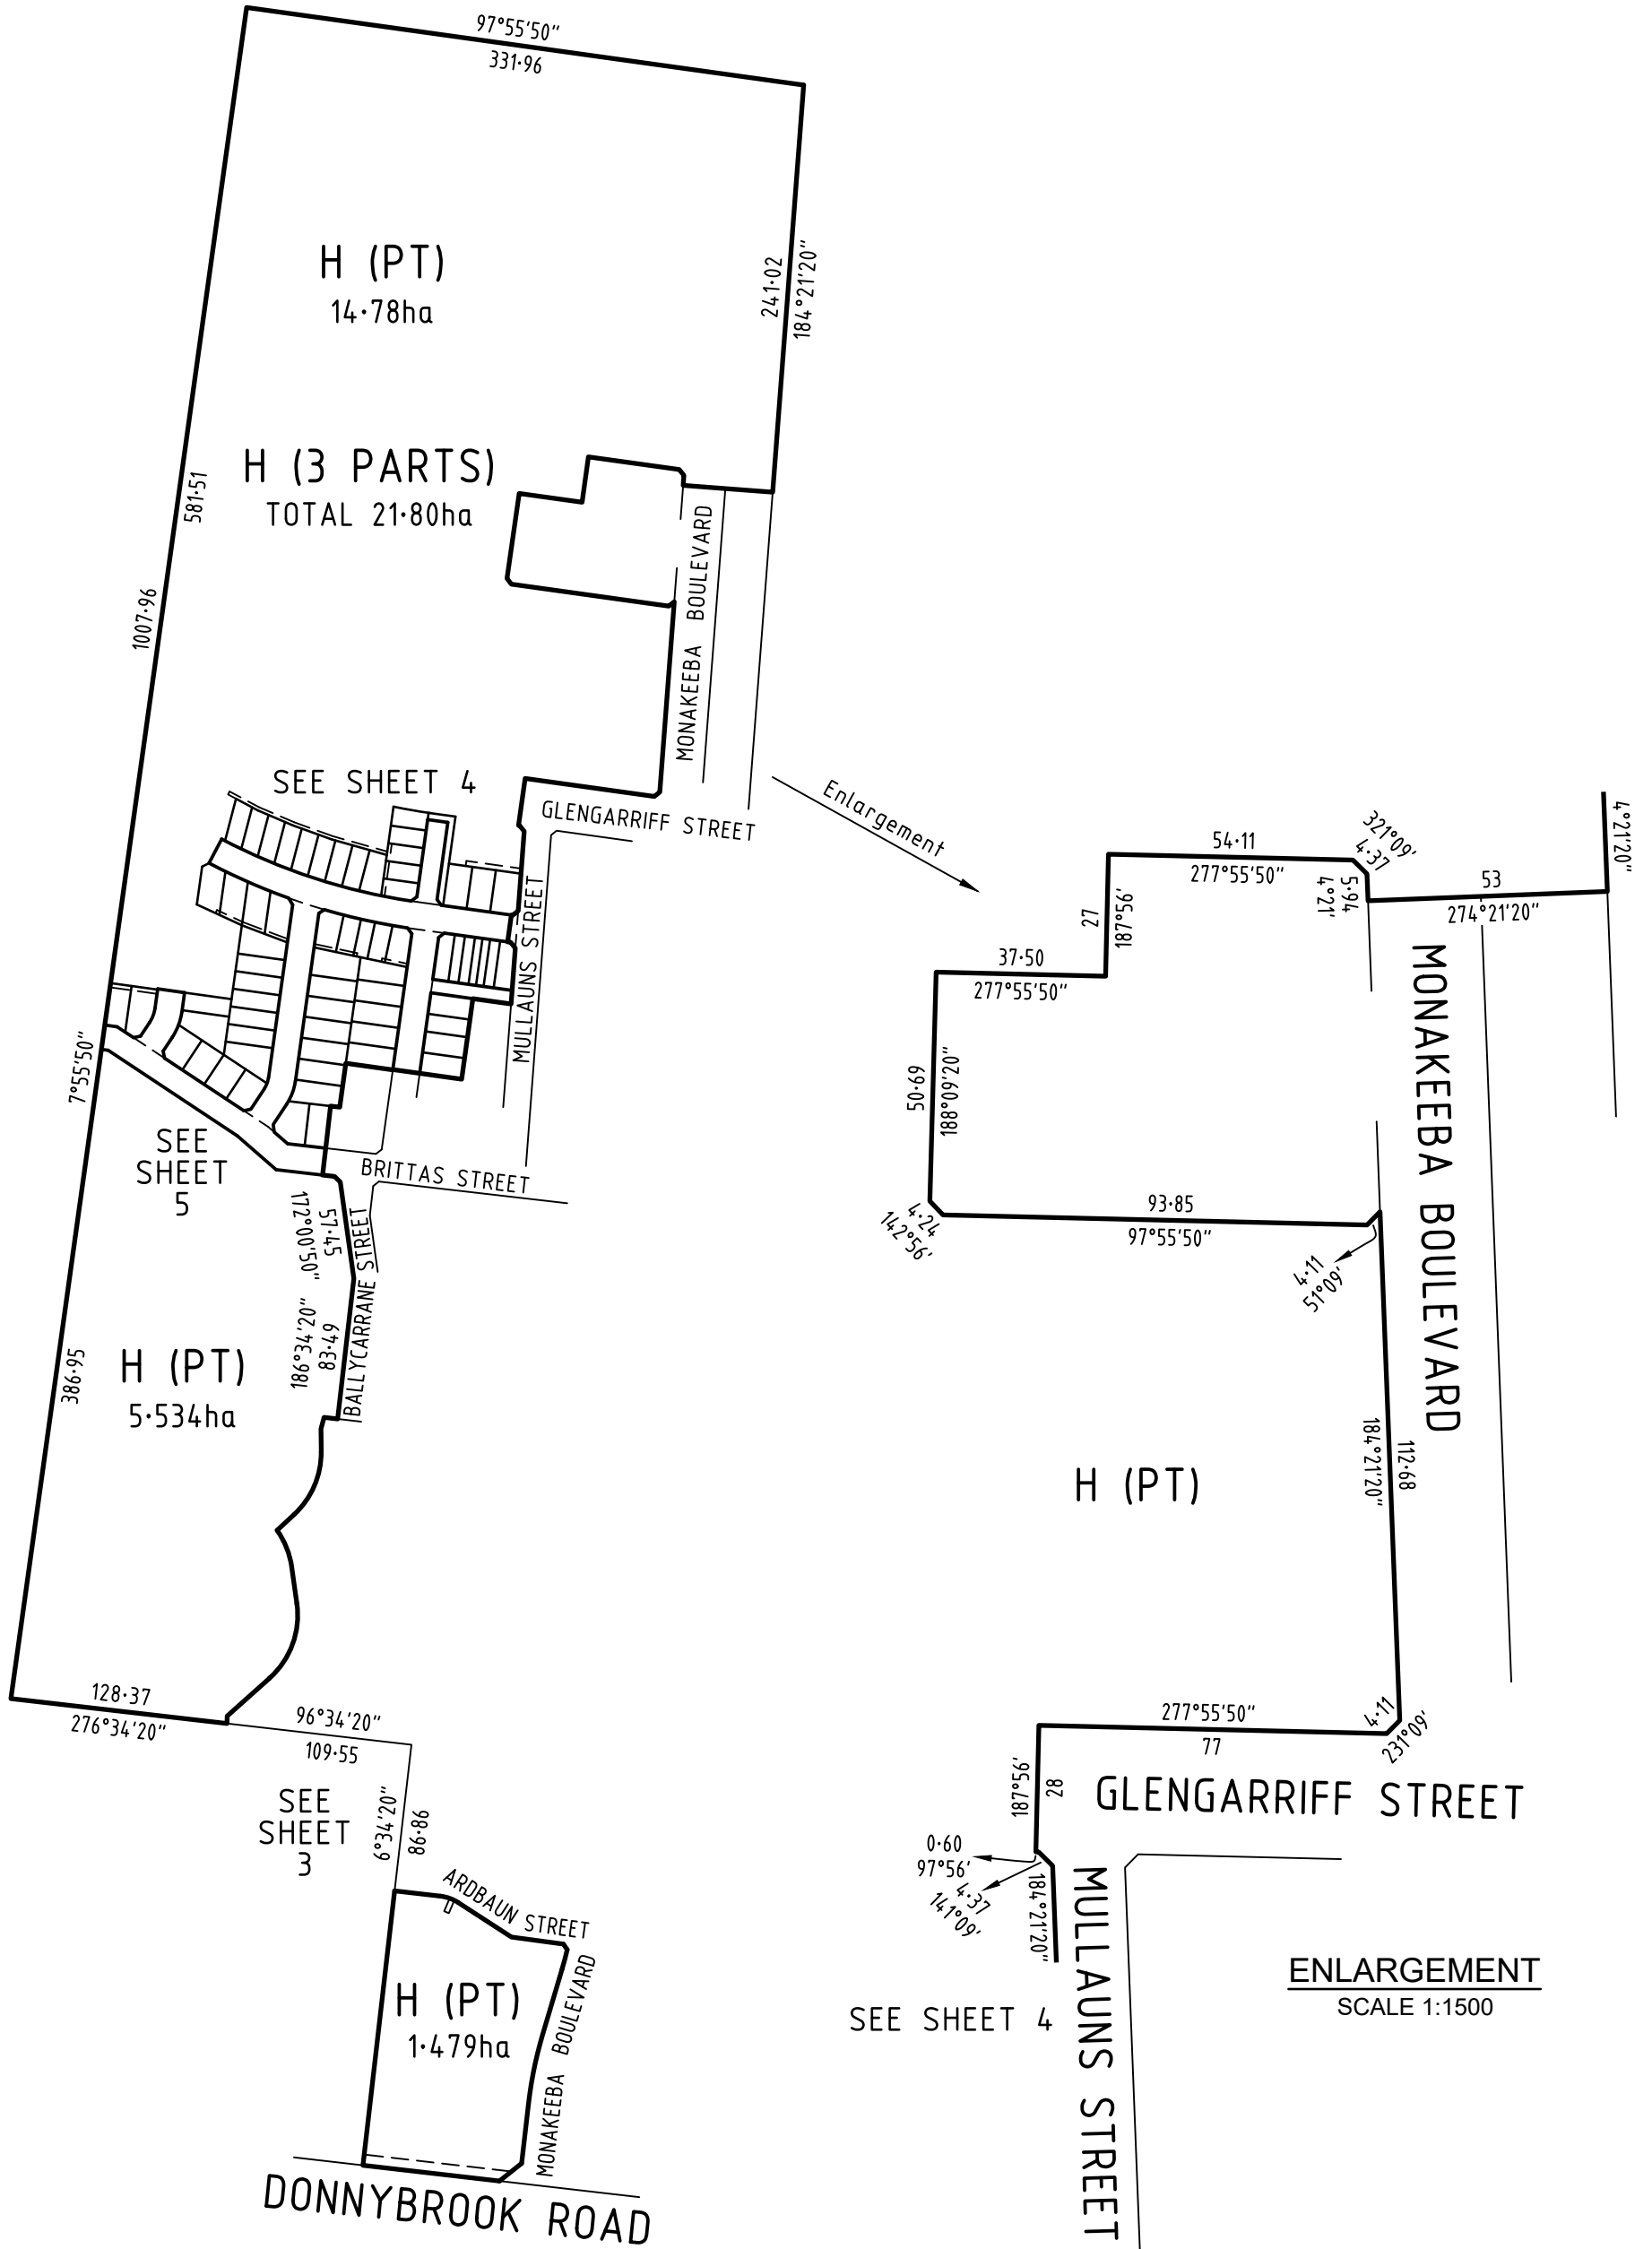 97°55'50"
331·96
241·02
184°21'20"
H (PT)
14·78ha
H (3 PARTS)
TOTAL 21·80ha
581·51
1007·96
MONAKEEBA BOULEVARD
SEE SHEET 4
GLENGARRIFF STREET
Enlargement
MULLAUNS STREET
7°55'50"
SEE
SHEET
5
BRITTAS STREET
57·45
172°00'50"
BALLYCARRANE STREET
186°34'20"
83·49
386·95
H (PT)
5·534ha
128·37
276°34'20"
96°34'20"
109·55
SEE
SHEET
3
6°34'20"
86·86
ARDBAUN STREET
H (PT)
1·479ha
MONAKEEBA BOULEVARD
DONNYBROOK ROAD
54·11
277°55'50"
321°09'
4·37
5·94
4°21'
53
274°21'20"
4°21'20"
27
187°56'
37·50
277°55'50"
50·69
188°09'20"
4·24
142°56'
93·85
97°55'50"
4·11
51°09'
MONAKEEBA BOULEVARD
H (PT)
112·68
184°21'20"
277°55'50"
77
4·11
231°09'
187°56'
28
GLENGARRIFF STREET
0·60
97°56'
4·37
141°09'
184°21'20"
MULLAUNS STREET
SEE SHEET 4
ENLARGEMENT
SCALE 1:1500